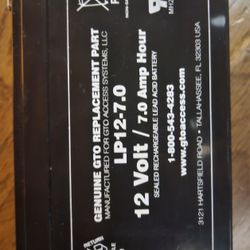 GENUINE GTO REPLACEMENT PART
MANUFACTURED FOR GTO ACCESS SYSTEMS, LLC
LP12-7.0
12 Volt / 7.0 Amp Hour
SEALED RECHARGEABLE LEAD ACID BATTERY
1-800-543-4283
www.gtoaccess.com
3121 HARTSFIELD ROAD • TALLAHASSEE, FL 32303 USA
RETURN